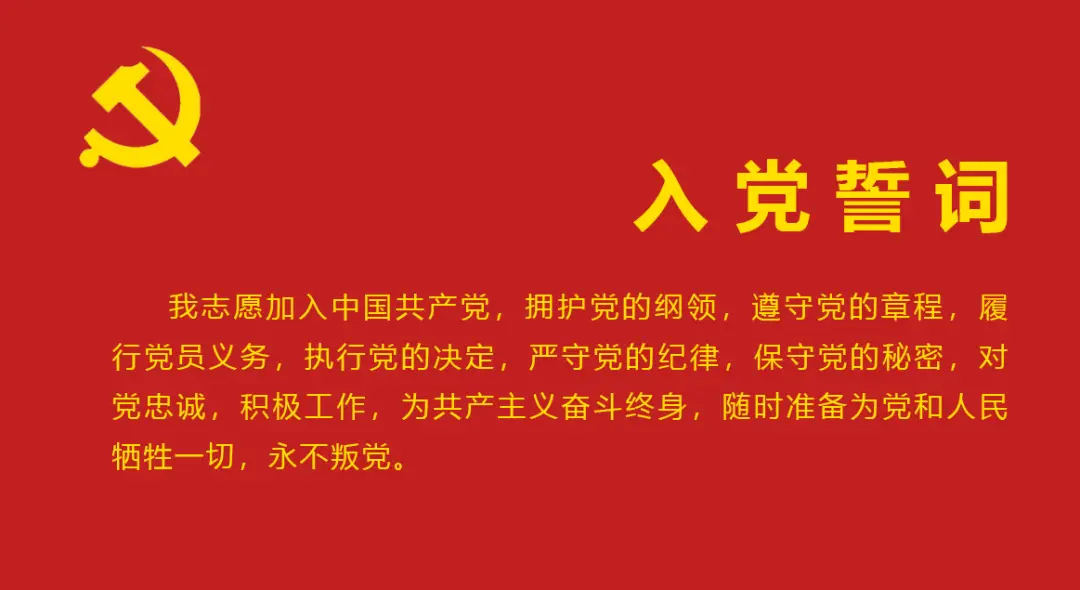 入党誓词
我志愿加入中国共产党，拥护党的纲领，遵守党的章程，履
行党员义务，执行党的决定，严守党的纪律，保守党的秘密，对
党忠诚，积极工作，为共产主义奋斗终身，随时准备为党和人民
牺牲一切，永不叛党。